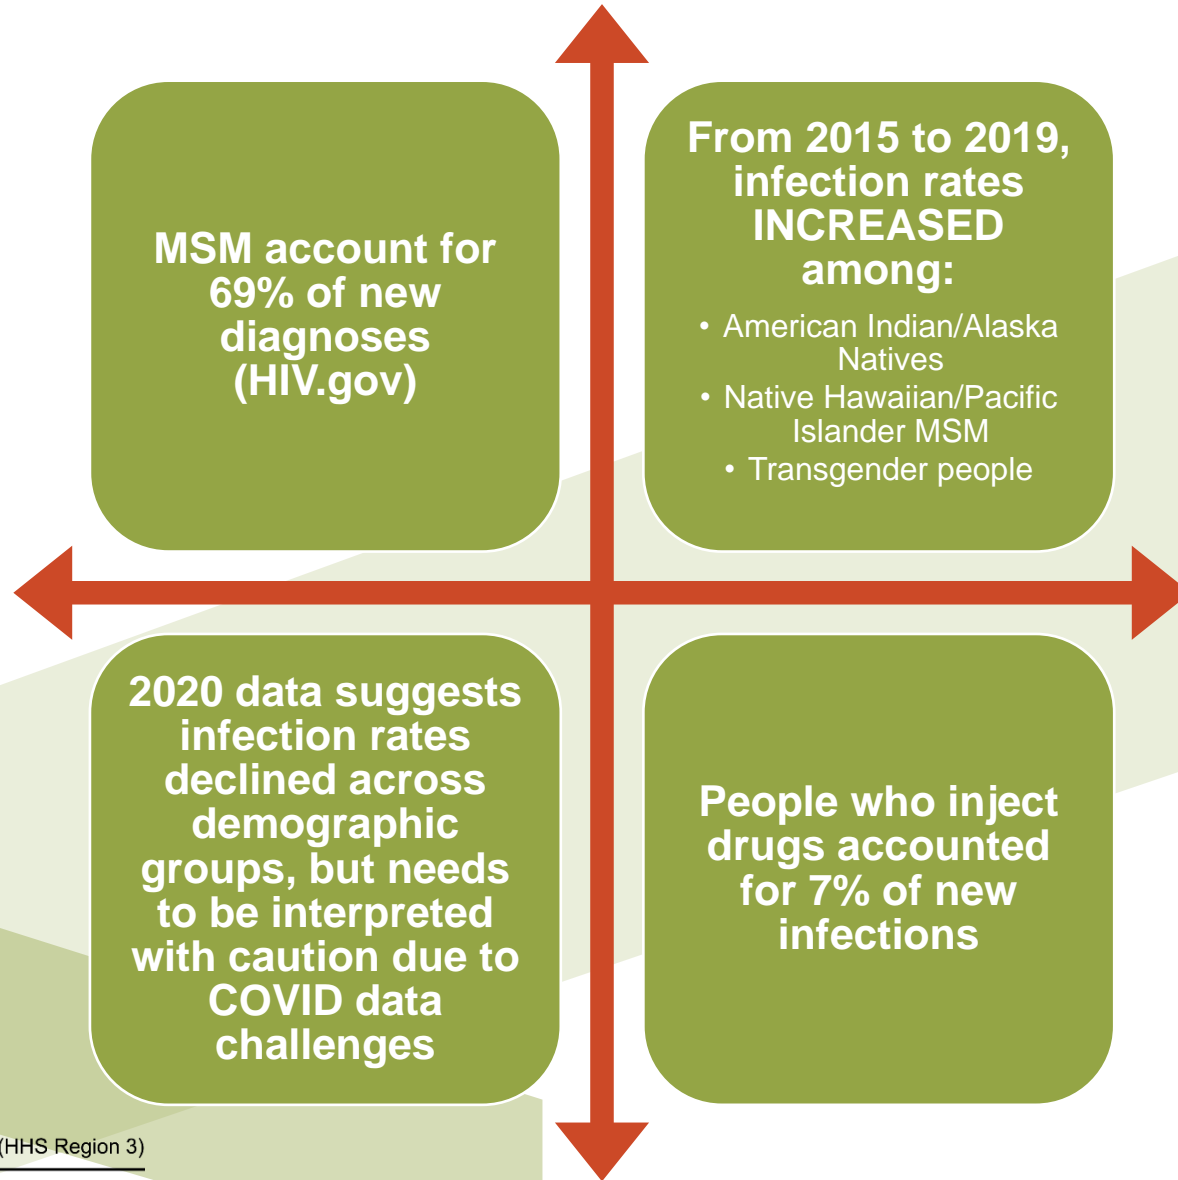 MSM account for
69% of new
diagnoses
(HIV.gov)
From 2015 to 2019,
infection rates
INCREASED
among:
• American Indian/Alaska
Natives
• Native Hawaiian/Pacific
Islander MSM
• Transgender people
2020 data suggests
infection rates
declined across
demographic
groups, but needs
to be interpreted
with caution due to
COVID data
challenges
People who inject
drugs accounted
for 7% of new
infections
(HHS Region 3)